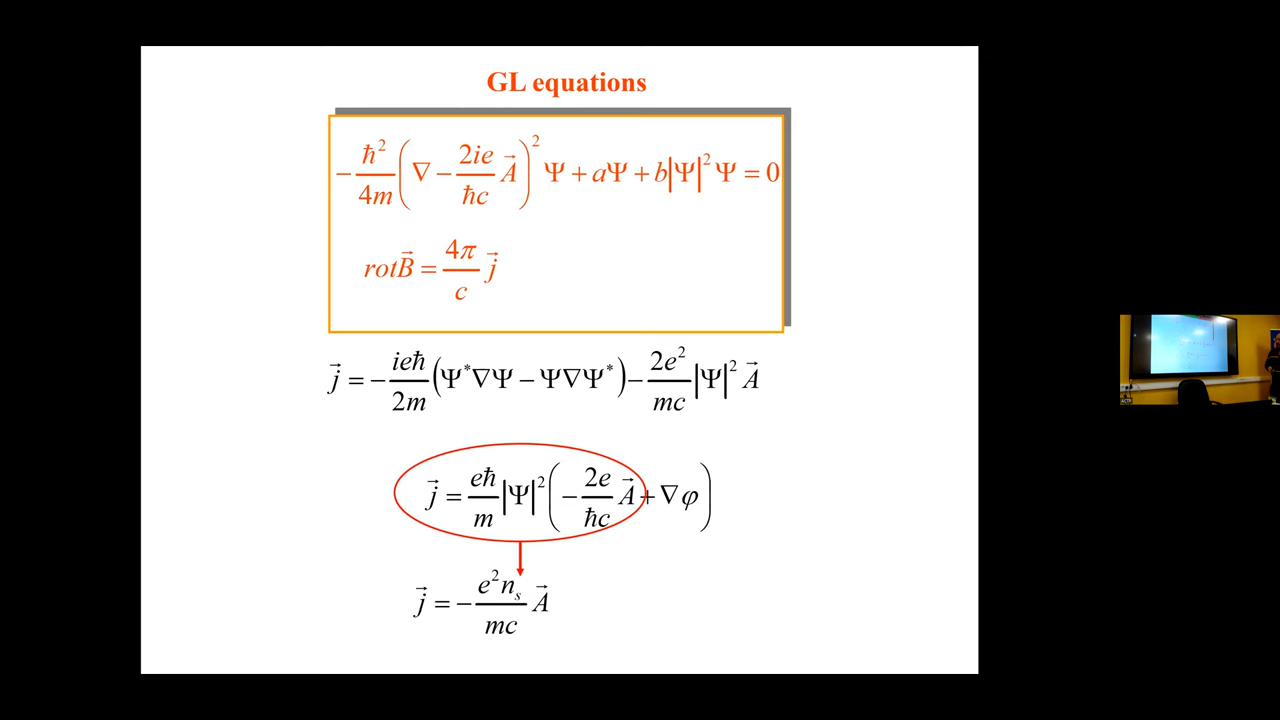 GL equations
−ħ²/4m (∇ − 2ie/ħc A⃗)² Ψ + aΨ + b|Ψ|² Ψ = 0
rotB⃗ = 4π/c j⃗
j⃗ = −ieħ/2m (Ψ*∇Ψ − Ψ∇Ψ*) − 2e²/mc |Ψ|² A⃗
j⃗ = eħ/m |Ψ|² (−2e/ħc A⃗ + ∇φ)
j⃗ = −e²nₛ/mc A⃗